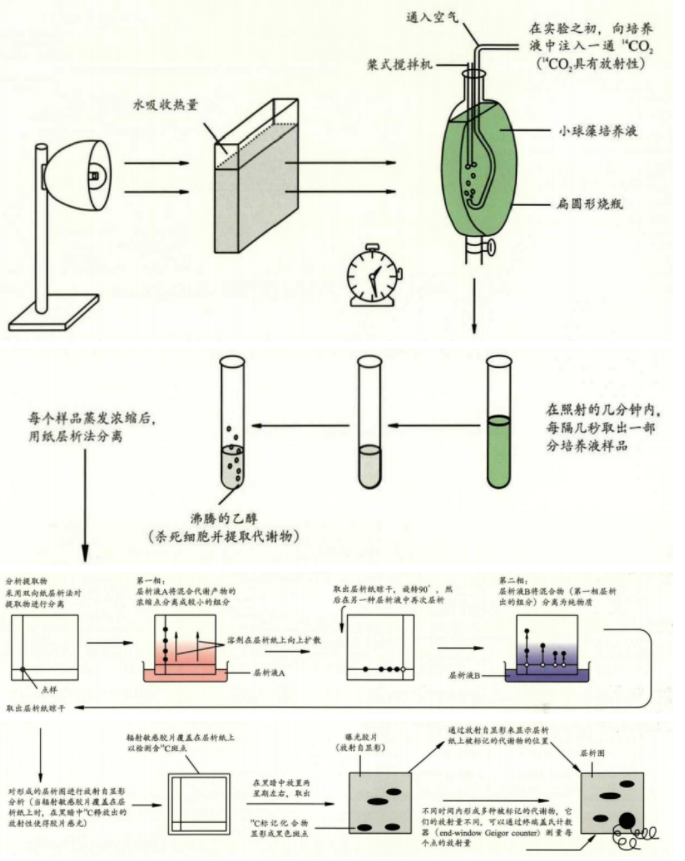 通入空气
在实验之初，向培养
液中注入一通 ¹⁴CO₂
（¹⁴CO₂具有放射性）
桨式搅拌机
水吸收热量
小球藻培养液
扁圆形烧瓶
每个样品蒸发浓缩后，
用纸层析法分离
在照射的几分钟内，
每隔几秒取出一部
分培养液样品
沸腾的乙醇
（杀死细胞并提取代谢物）
分析提取物
采用双向纸层析法对
提取物进行分离
第一相：
层析液A将混合代谢产物的
浓缩点分离成较小的组分
取出层析纸晾干，旋转90°，然
后在另一种层析液中再次层析
第二相：
层析液B将混合物（第一相层析
出的组分）分离为纯物质
溶剂在层析纸上向上扩散
点样
层析液A
层析液B
取出层析纸晾干
辐射敏感胶片覆盖在层析纸上
以检测含¹⁴C斑点
曝光胶片
（放射自显影）
通过放射自显影来显示层析
纸上被标记的代谢物的位置
层析图
对形成的层析图进行放射自显影
分析（当辐射敏感胶片覆盖在层
析纸上时，在黑暗中¹⁴C释放出的
放射性使得胶片感光）
在黑暗中放置两
星期左右，取出
¹⁴C标记化合物
显影成黑色斑点
不同时间内形成多种被标记的代谢物，它
们的放射量不同，可以通过终端盖氏计数
器（end-window Geigor counter）测量每
个点的放射量